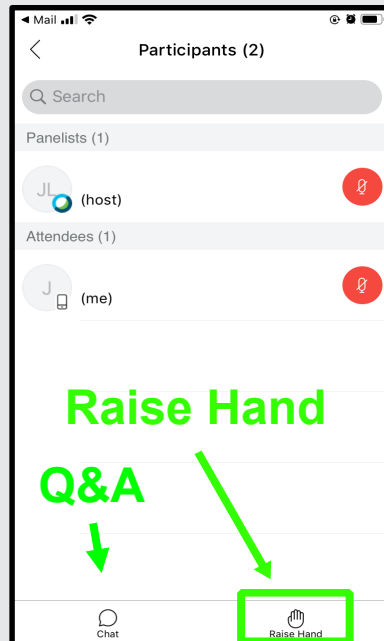 Mail
Participants (2)
Search
Panelists (1)
JL
(host)
Attendees (1)
J
(me)
Raise Hand
Q&A
Chat
Raise Hand